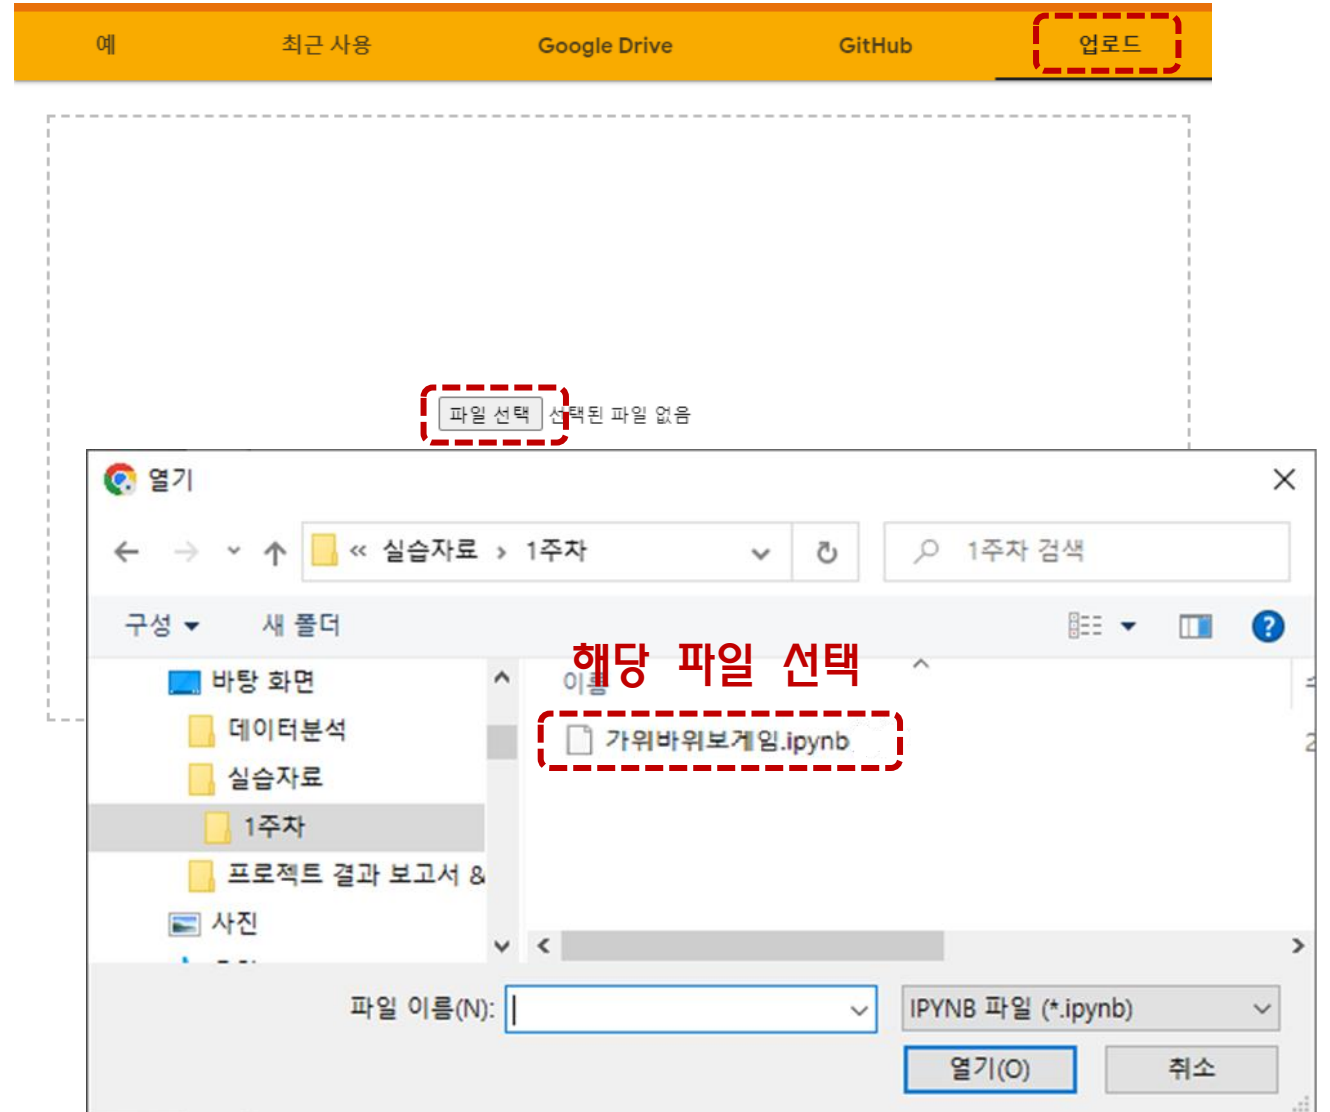 예 최근 사용 Google Drive GitHub 업로드
파일 선택 선택된 파일 없음
열기
« 실습자료 › 1주차 1주차 검색
구성 새 폴더
해당 파일 선택
바탕 화면 이름
데이터분석 가위바위보게임.ipynb
실습자료
1주차
프로젝트 결과 보고서 &
사진
파일 이름(N): IPYNB 파일 (*.ipynb)
열기(O) 취소